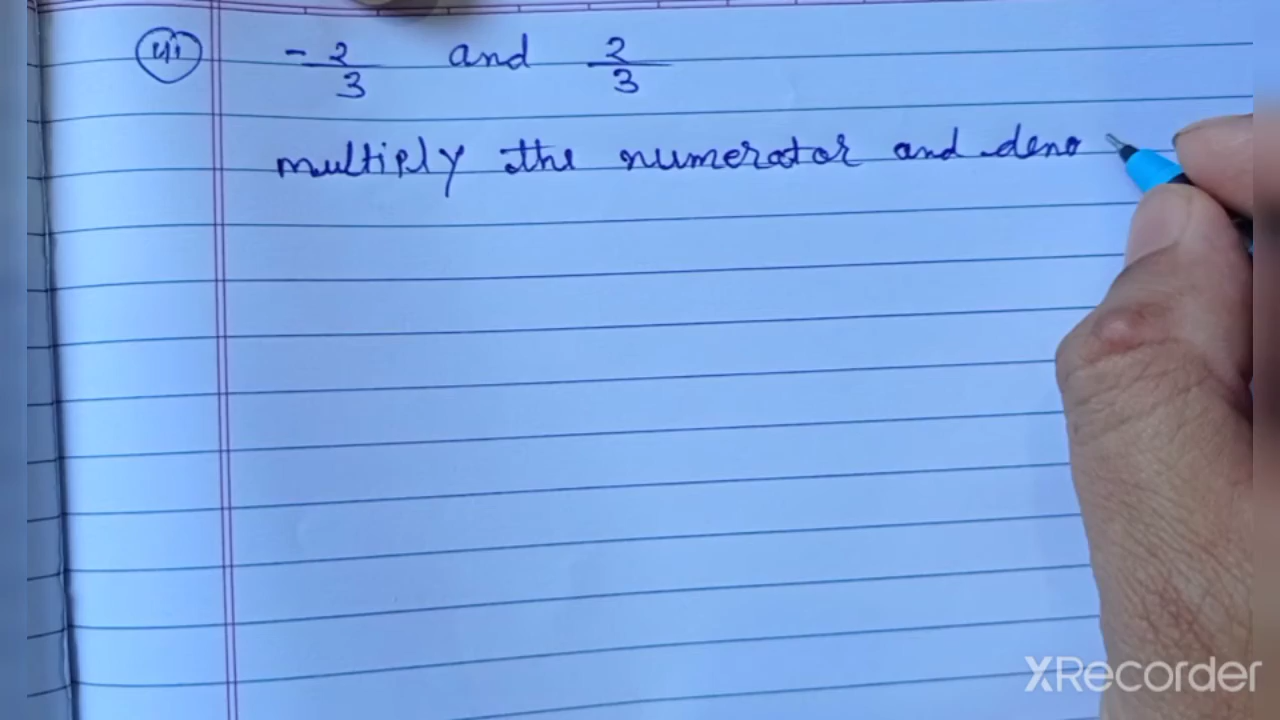 (ii) -2/3 and 2/3
multiply the numerator and deno
XRecorder